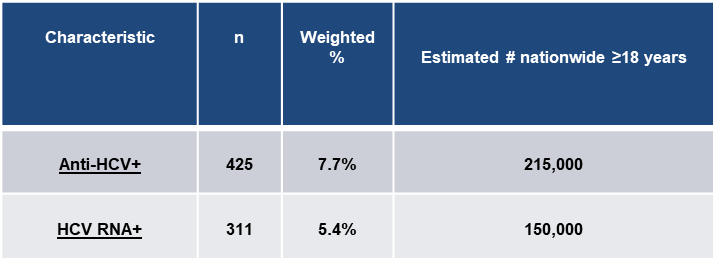 Characteristic n Weighted % Estimated # nationwide ≥18 years
Anti-HCV+ 425 7.7% 215,000
HCV RNA+ 311 5.4% 150,000